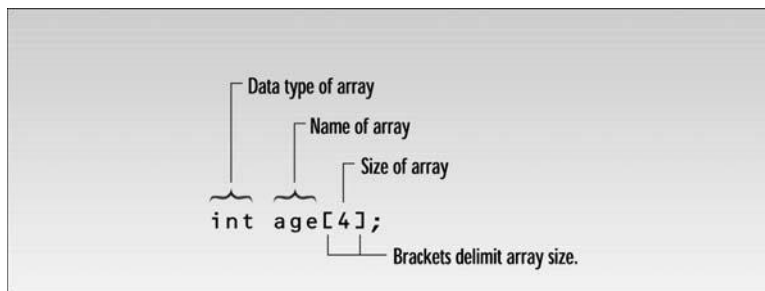 Data type of array
Name of array
Size of array
int age[4];
Brackets delimit array size.